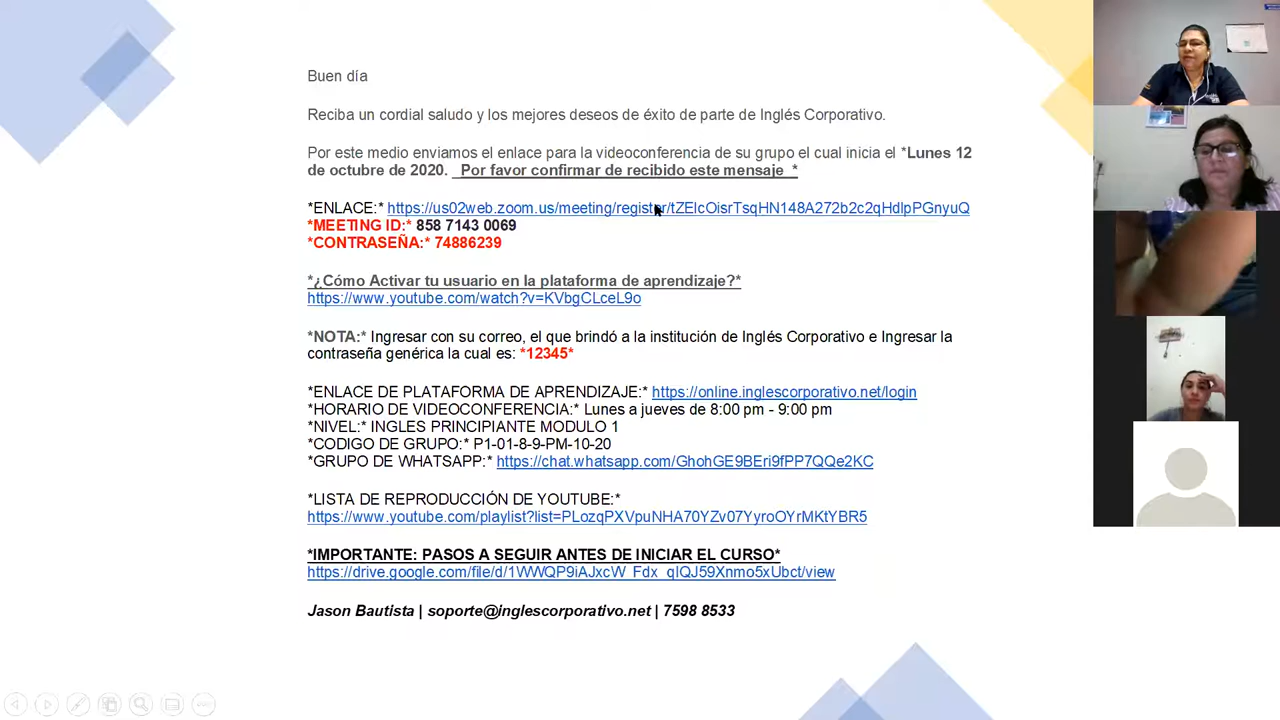 Buen día
Reciba un cordial saludo y los mejores deseos de éxito de parte de Inglés Corporativo.
Por este medio enviamos el enlace para la videoconferencia de su grupo el cual inicia el *Lunes 12
de octubre de 2020. _Por favor confirmar de recibido este mensaje_*
*ENLACE:* https://us02web.zoom.us/meeting/register/tZElcOisrTsqHN148A272b2c2qHdlpPGnyuQ
*MEETING ID:* 858 7143 0069
*CONTRASEÑA:* 74886239
*¿Cómo Activar tu usuario en la plataforma de aprendizaje?*
https://www.youtube.com/watch?v=KVbgCLceL9o
*NOTA:* Ingresar con su correo, el que brindó a la institución de Inglés Corporativo e Ingresar la
contraseña genérica la cual es: *12345*
*ENLACE DE PLATAFORMA DE APRENDIZAJE:* https://online.inglescorporativo.net/login
*HORARIO DE VIDEOCONFERENCIA:* Lunes a jueves de 8:00 pm - 9:00 pm
*NIVEL:* INGLES PRINCIPIANTE MODULO 1
*CODIGO DE GRUPO:* P1-01-8-9-PM-10-20
*GRUPO DE WHATSAPP:* https://chat.whatsapp.com/GhohGE9BEri9fPP7QQe2KC
*LISTA DE REPRODUCCIÓN DE YOUTUBE:*
https://www.youtube.com/playlist?list=PLozqPXVpuNHA70YZv07YyroOYrMKtYBR5
*IMPORTANTE: PASOS A SEGUIR ANTES DE INICIAR EL CURSO*
https://drive.google.com/file/d/1WWQP9iAJxcW_Fdx_qlQJ59Xnmo5xUbct/view
Jason Bautista | soporte@inglescorporativo.net | 7598 8533